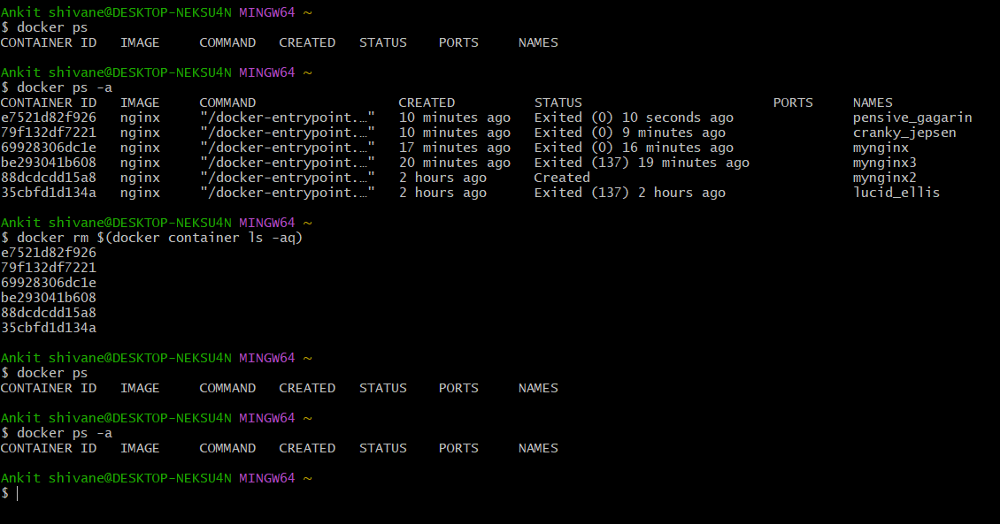 Ankit shivane@DESKTOP-NEKSU4N MINGW64 ~
$ docker ps
CONTAINER ID   IMAGE     COMMAND   CREATED   STATUS    PORTS     NAMES

Ankit shivane@DESKTOP-NEKSU4N MINGW64 ~
$ docker ps -a
CONTAINER ID   IMAGE     COMMAND                  CREATED          STATUS                        PORTS     NAMES
e7521d82f926   nginx     "/docker-entrypoint.…"   10 minutes ago   Exited (0) 10 seconds ago               pensive_gagarin
79f132df7221   nginx     "/docker-entrypoint.…"   10 minutes ago   Exited (0) 9 minutes ago                cranky_jepsen
69928306dc1e   nginx     "/docker-entrypoint.…"   17 minutes ago   Exited (0) 16 minutes ago               mynginx
be293041b608   nginx     "/docker-entrypoint.…"   20 minutes ago   Exited (137) 19 minutes ago             mynginx3
88dcdcdd15a8   nginx     "/docker-entrypoint.…"   2 hours ago      Created                                 mynginx2
35cbfd1d134a   nginx     "/docker-entrypoint.…"   2 hours ago      Exited (137) 2 hours ago                lucid_ellis

Ankit shivane@DESKTOP-NEKSU4N MINGW64 ~
$ docker rm $(docker container ls -aq)
e7521d82f926
79f132df7221
69928306dc1e
be293041b608
88dcdcdd15a8
35cbfd1d134a

Ankit shivane@DESKTOP-NEKSU4N MINGW64 ~
$ docker ps
CONTAINER ID   IMAGE     COMMAND   CREATED   STATUS    PORTS     NAMES

Ankit shivane@DESKTOP-NEKSU4N MINGW64 ~
$ docker ps -a
CONTAINER ID   IMAGE     COMMAND   CREATED   STATUS    PORTS     NAMES

Ankit shivane@DESKTOP-NEKSU4N MINGW64 ~
$